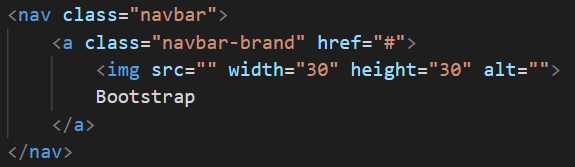 <nav class="navbar">
<a class="navbar-brand" href="#">
<img src="" width="30" height="30" alt="">
Bootstrap
</a>
</nav>